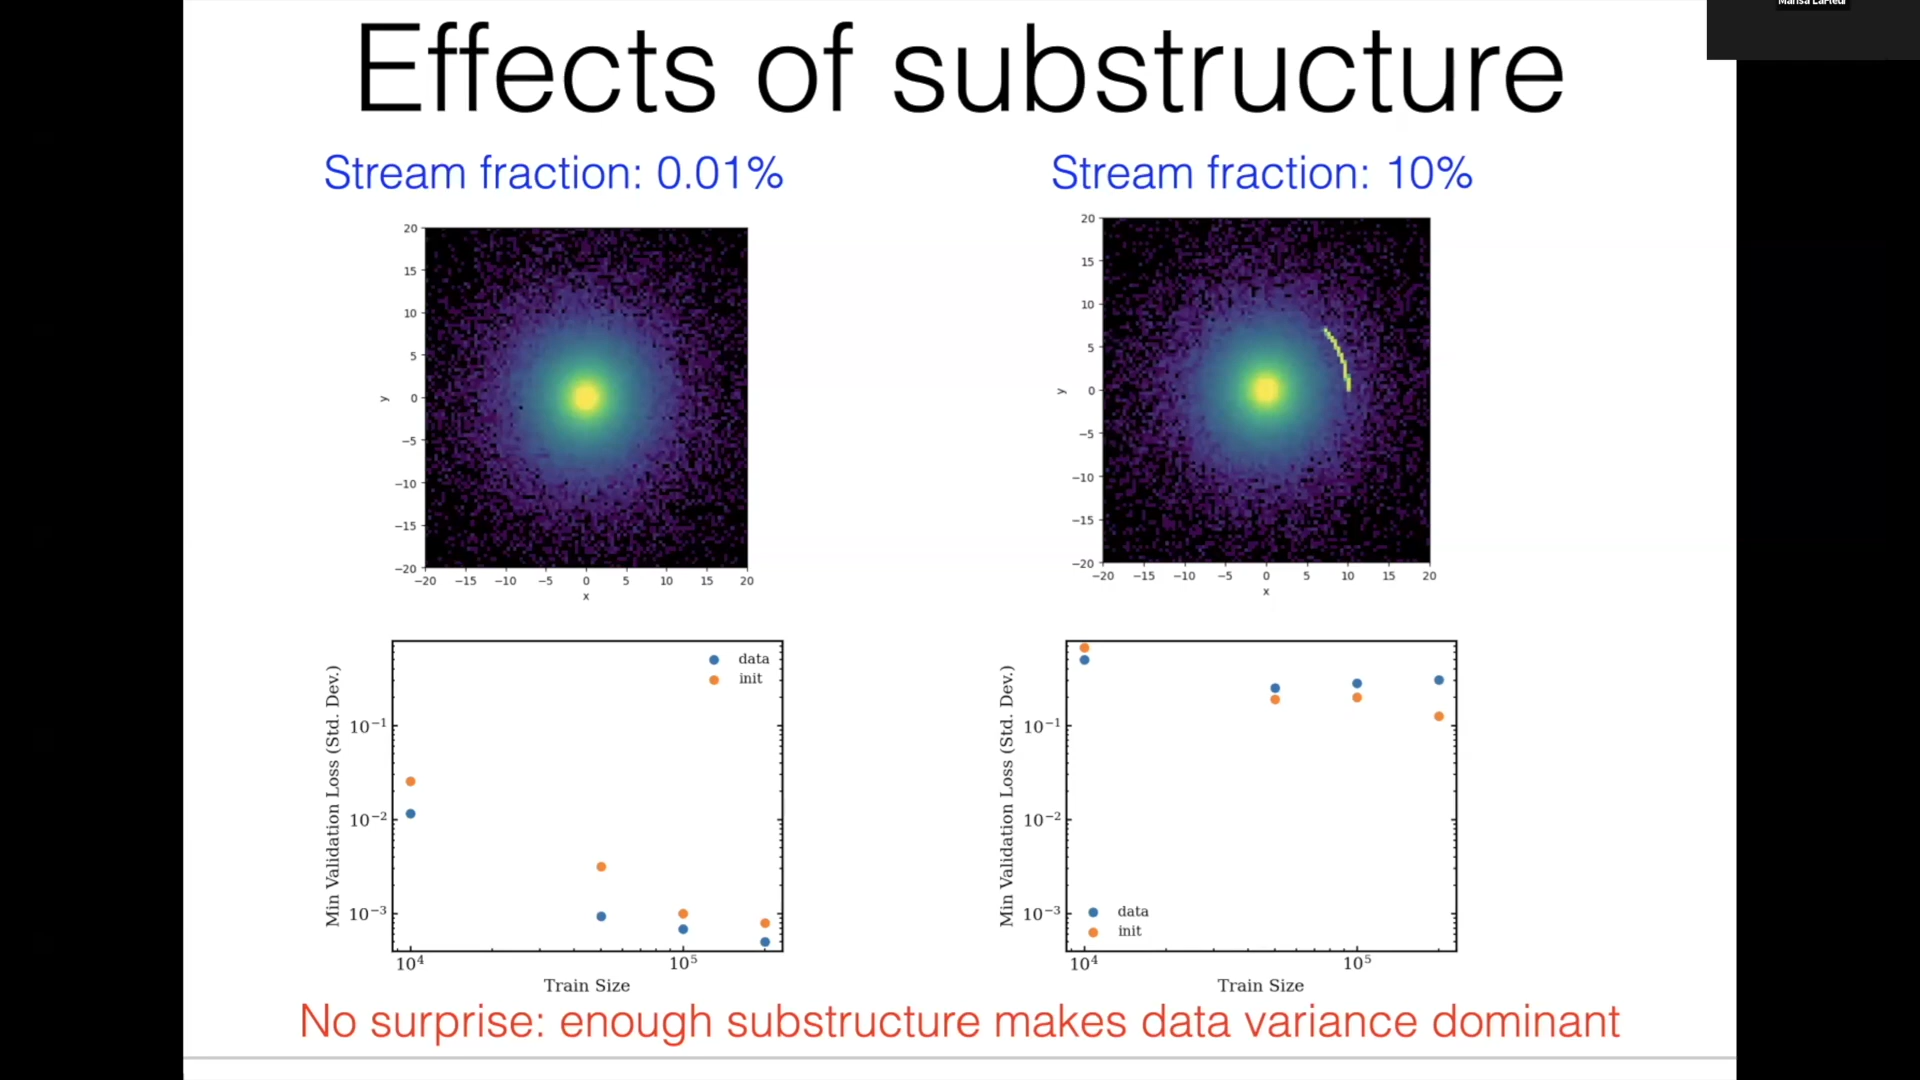 Marisa LaFleur
Effects of substructure
Stream fraction: 0.01%
Stream fraction: 10%
20
15
10
5
0
−5
−10
−15
−20
y
−20 −15 −10 −5 0 5 10 15 20
x
20
15
10
5
0
−5
−10
−15
−20
y
−20 −15 −10 −5 0 5 10 15 20
x
Min Validation Loss (Std. Dev.)
10⁻¹
10⁻²
10⁻³
data
init
10⁴ 10⁵
Train Size
Min Validation Loss (Std. Dev.)
10⁻¹
10⁻²
10⁻³
data
init
10⁴ 10⁵
Train Size
No surprise: enough substructure makes data variance dominant